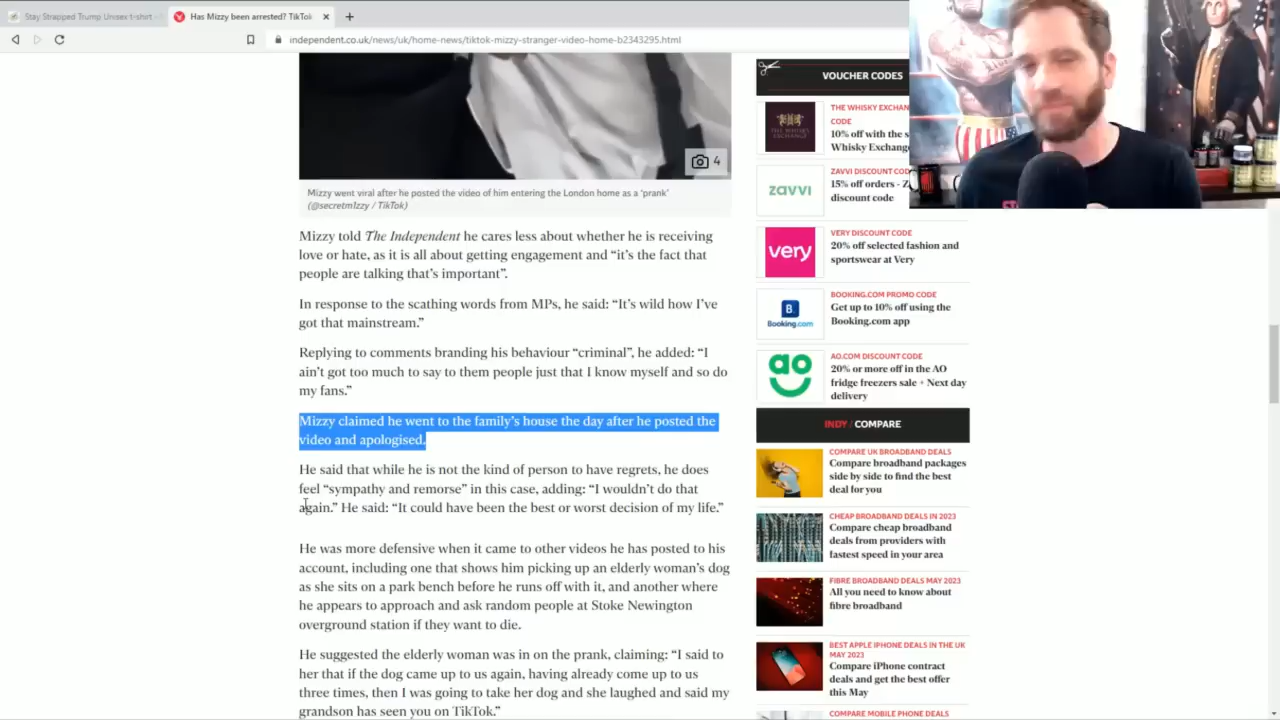 Stay Strapped Trump Unisex t-shirt -
Has Mizzy been arrested? TikTok
independent.co.uk/news/uk/home-news/tiktok-mizzy-stranger-video-home-b2343295.html
4
Mizzy went viral after he posted the video of him entering the London home as a ‘prank’
(@secretm1zzy / TikTok)
Mizzy told The Independent he cares less about whether he is receiving
love or hate, as it is all about getting engagement and “it’s the fact that
people are talking that’s important”.
In response to the scathing words from MPs, he said: “It’s wild how I’ve
got that mainstream.”
Replying to comments branding his behaviour “criminal”, he added: “I
ain’t got too much to say to them people just that I know myself and so do
my fans.”
Mizzy claimed he went to the family’s house the day after he posted the
video and apologised.
He said that while he is not the kind of person to have regrets, he does
feel “sympathy and remorse” in this case, adding: “I wouldn’t do that
again.” He said: “It could have been the best or worst decision of my life.”
He was more defensive when it came to other videos he has posted to his
account, including one that shows him picking up an elderly woman’s dog
as she sits on a park bench before he runs off with it, and another where
he appears to approach and ask random people at Stoke Newington
overground station if they want to die.
He suggested the elderly woman was in on the prank, claiming: “I said to
her that if the dog came up to us again, having already come up to us
three times, then I was going to take her dog and she laughed and said my
grandson has seen you on TikTok.”
VOUCHER CODES
THE WHISKY EXCHAN
CODE
10% off with the s
Whisky Exchange
THE WHISKY EXCHANGE
zavvi
ZAVVI DISCOUNT COD
15% off orders - Z
discount code
very
VERY DISCOUNT CODE
20% off selected fashion and
sportswear at Very
B.
Booking.com
BOOKING.COM PROMO CODE
Get up to 10% off using the
Booking.com app
ao
AO.COM DISCOUNT CODE
20% or more off in the AO
fridge freezers sale + Next day
delivery
INDY / COMPARE
COMPARE UK BROADBAND DEALS
Compare broadband packages
side by side to find the best
deal for you
CHEAP BROADBAND DEALS IN 2023
Compare cheap broadband
deals from providers with
fastest speed in your area
FIBRE BROADBAND DEALS MAY 2023
All you need to know about
fibre broadband
BEST APPLE IPHONE DEALS IN THE UK
MAY 2023
Compare iPhone contract
deals and get the best offer
this May
COMPARE MOBILE PHONE DEALS